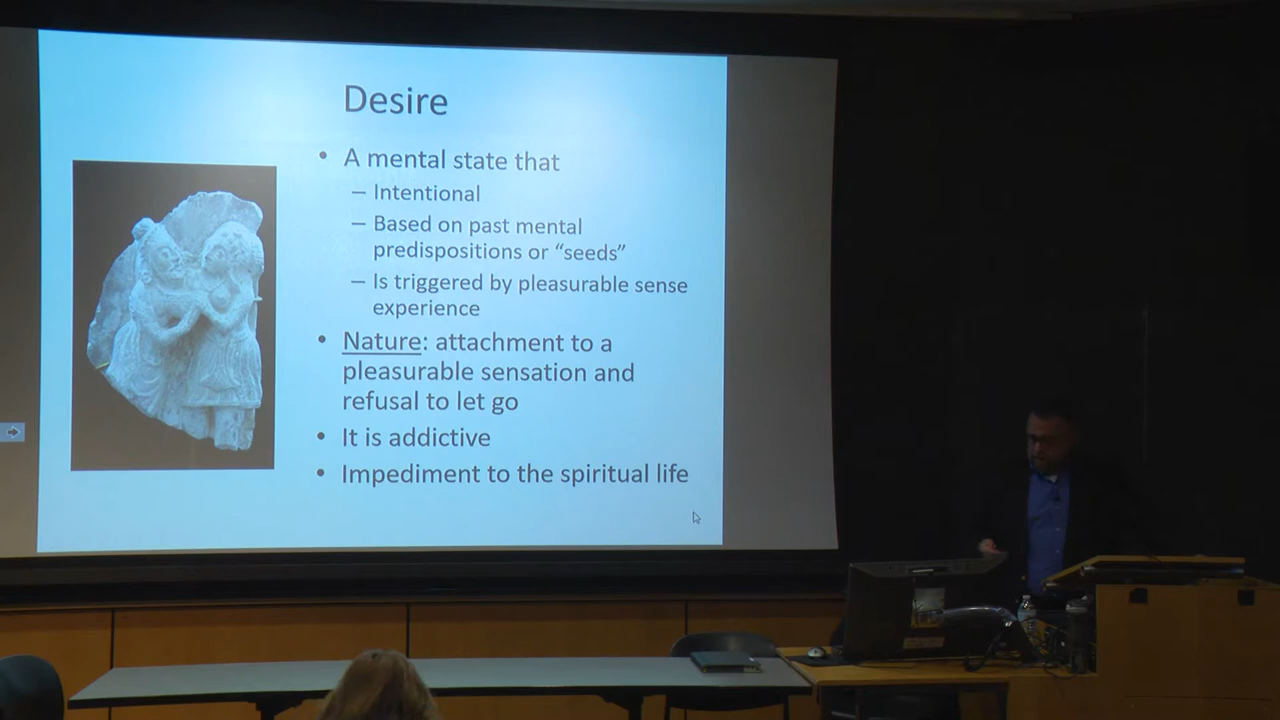 Desire
• A mental state that
– Intentional
– Based on past mental
predispositions or “seeds”
– Is triggered by pleasurable sense
experience
• Nature: attachment to a
pleasurable sensation and
refusal to let go
• It is addictive
• Impediment to the spiritual life